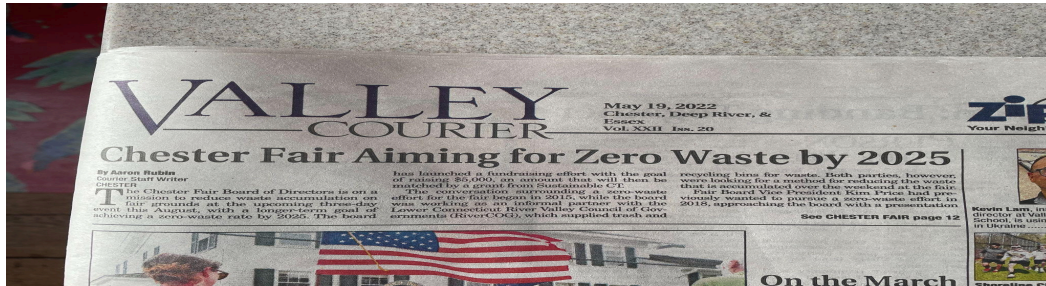 VALLEY
COURIER
May 19, 2022
Chester, Deep River, &
Essex
Vol. XXII Iss. 20
Zip
Your Neigh
Chester Fair Aiming for Zero Waste by 2025
By Aaron Rubin
Courier Staff Writer
CHESTER
The Chester Fair Board of Directors is on a
mission to reduce waste accumulation on
fair grounds at the upcoming three-day
event this August, with a longer-term goal of
achieving a zero-waste rate by 2025. The board
has launched a fundraising effort with the goal
of raising $5,000, an amount that will then be
matched by a grant from Sustainable CT.
The conversation surrounding a zero-waste
effort for the fair began in 2015, while the board
was working as an informal partner with the
Lower Connecticut River Valley Council of Gov-
ernments (RiverCOG), which supplied trash and
recycling bins for waste. Both parties, however,
were looking for a method for reducing the waste
that is accumulated over the weekend at the fair.
Fair Board Vice President Kim Price had pre-
viously wanted to pursue a zero-waste effort in
2018, approaching the board with a presentation
See CHESTER FAIR page 12
Kevin Lam, in
director at Vall
School, is usin
in Ukraine
On the March
Shoreline C